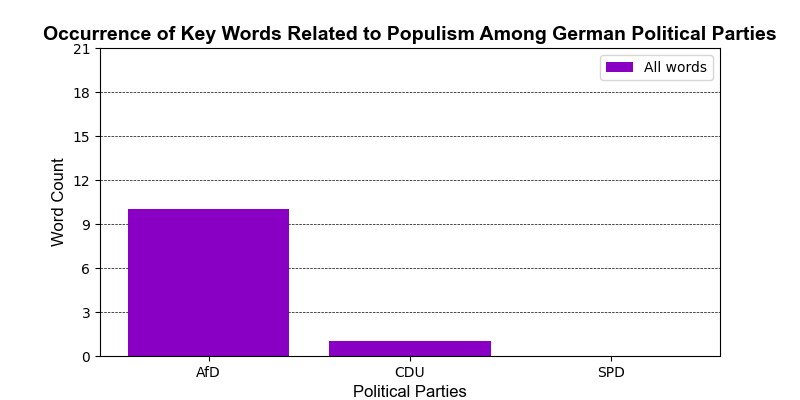 Occurrence of Key Words Related to Populism Among German Political Parties
21
18
15
12
9
6
3
0
Word Count
All words
AfD CDU SPD
Political Parties